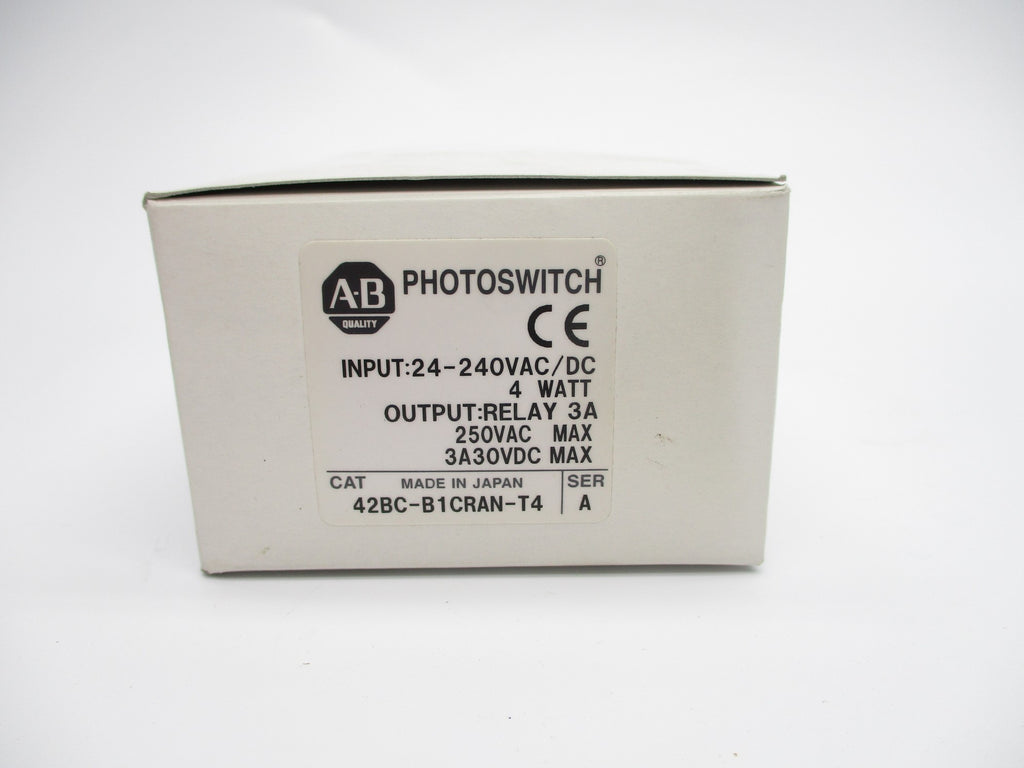 A-B
QUALITY
PHOTOSWITCH®
CE
INPUT:24-240VAC/DC
4 WATT
OUTPUT:RELAY 3A
250VAC MAX
3A30VDC MAX
CAT MADE IN JAPAN SER
42BC-B1CRAN-T4 A